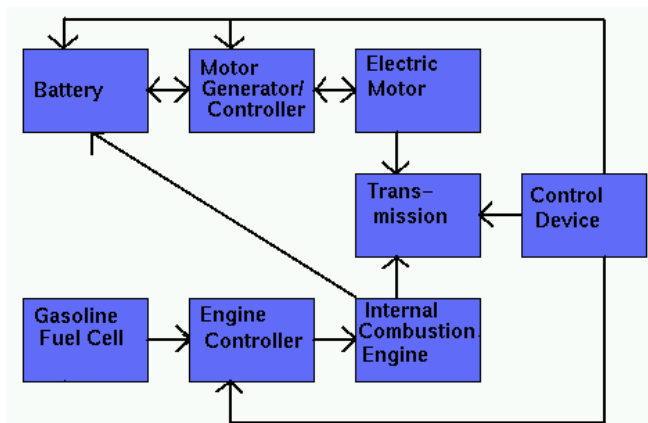 Battery
Motor
Generator/
Controller
Electric
Motor
Trans-
mission
Control
Device
Gasoline
Fuel Cell
Engine
Controller
Internal
Combustion
Engine